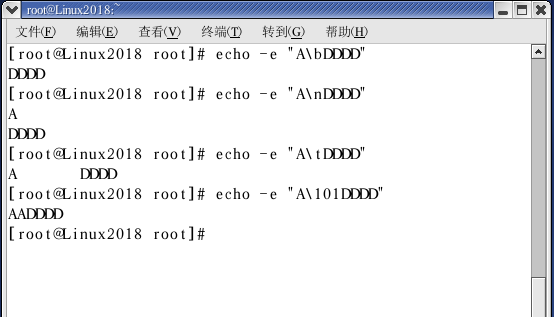 root@Linux2018:~
文件(F) 编辑(E) 查看(V) 终端(T) 转到(G) 帮助(H)
[root@Linux2018 root]# echo -e "A\bDDDD"
DDDD
[root@Linux2018 root]# echo -e "A\nDDDD"
A
DDDD
[root@Linux2018 root]# echo -e "A\tDDDD"
A       DDDD
[root@Linux2018 root]# echo -e "A\101DDDD"
AADDDD
[root@Linux2018 root]#